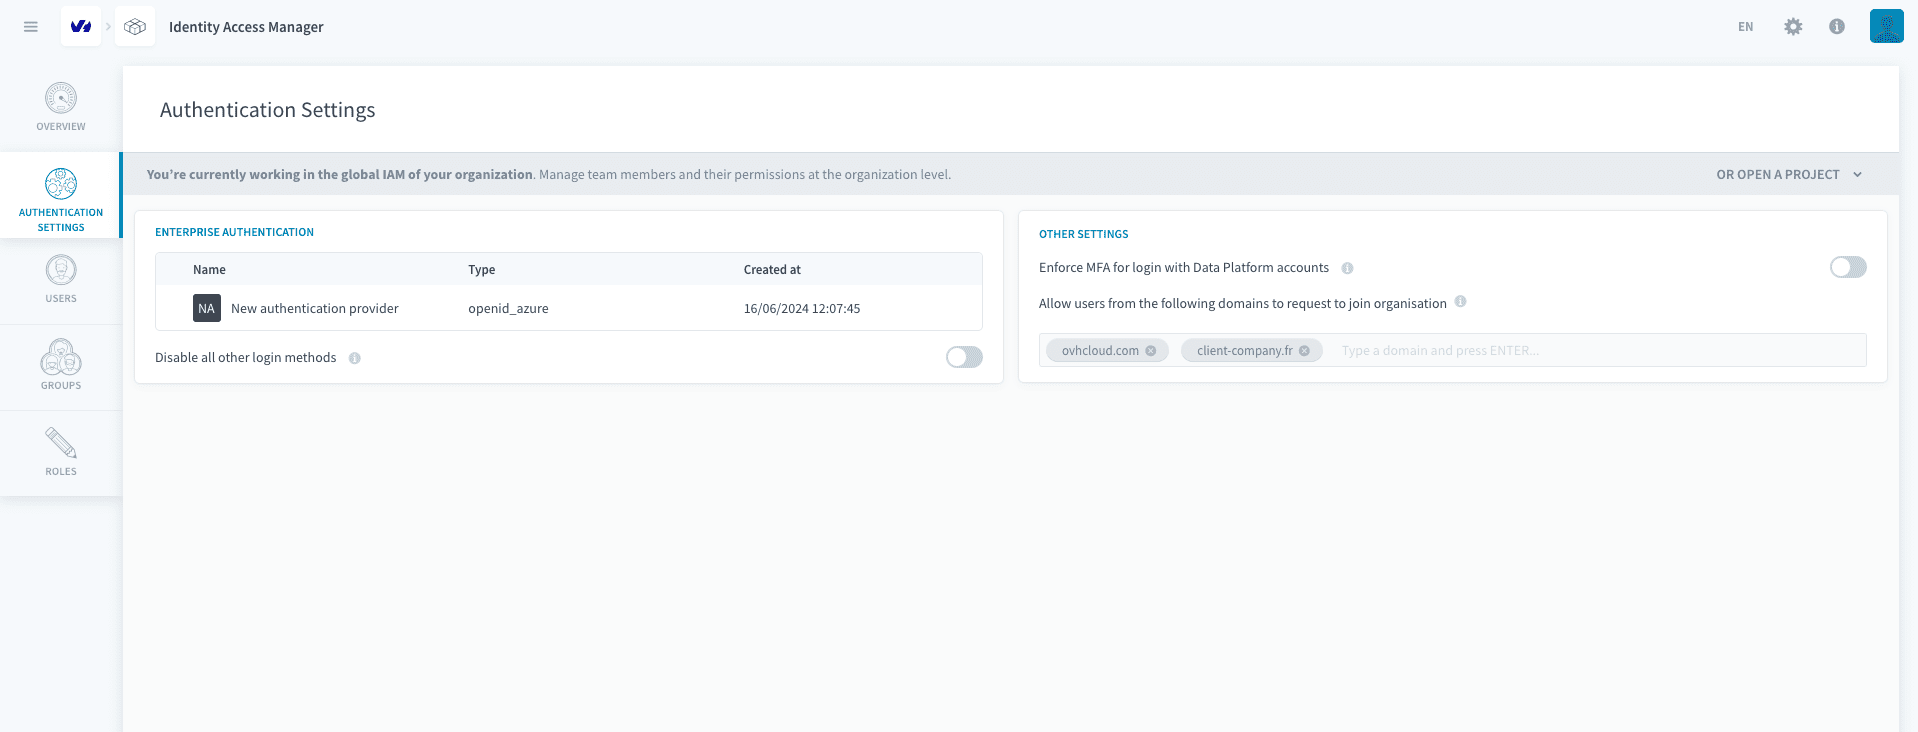 Identity Access Manager
EN
OVERVIEW
AUTHENTICATION
SETTINGS
USERS
GROUPS
ROLES
Authentication Settings
You’re currently working in the global IAM of your organization. Manage team members and their permissions at the organization level.
OR OPEN A PROJECT
ENTERPRISE AUTHENTICATION
Name Type Created at
NA New authentication provider openid_azure 16/06/2024 12:07:45
Disable all other login methods
OTHER SETTINGS
Enforce MFA for login with Data Platform accounts
Allow users from the following domains to request to join organisation
ovhcloud.com client-company.fr Type a domain and press ENTER...